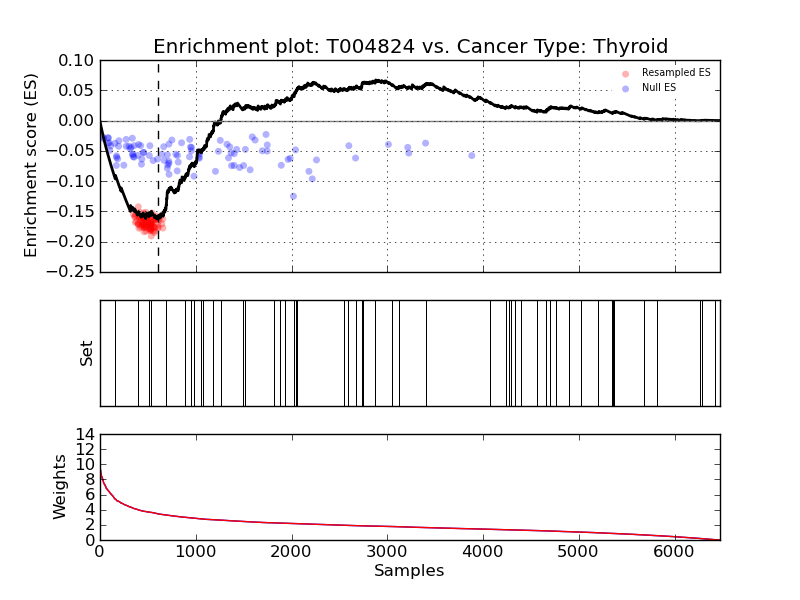 Enrichment plot: T004824 vs. Cancer Type: Thyroid
Enrichment score (ES)
0.10
0.05
0.00
−0.05
−0.10
−0.15
−0.20
−0.25
Resampled ES
Null ES
Set
Weights
14
12
10
8
6
4
2
0
0 1000 2000 3000 4000 5000 6000
Samples